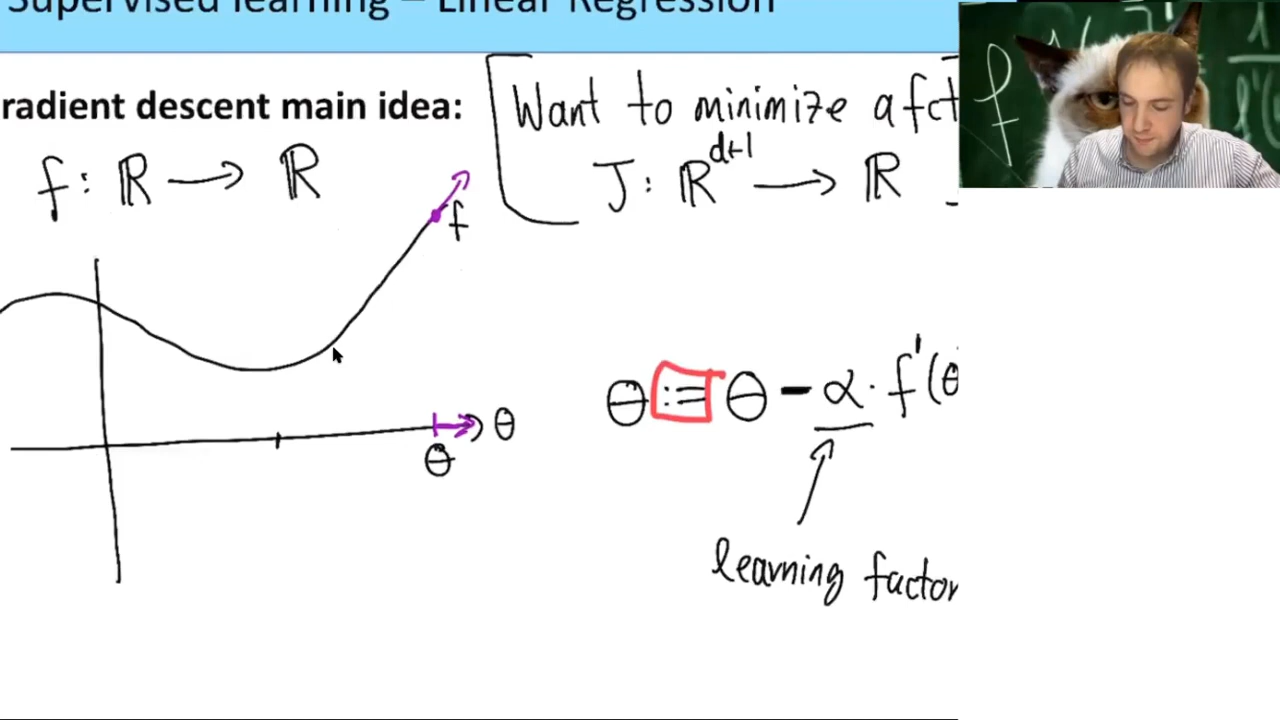 Supervised learning – Linear Regression
radient descent main idea:
Want to minimize a fct
f : ℝ ⟶ ℝ
J : ℝ^{d+1} ⟶ ℝ
f
θ := θ - α · f'(θ
θ
θ
learning factor